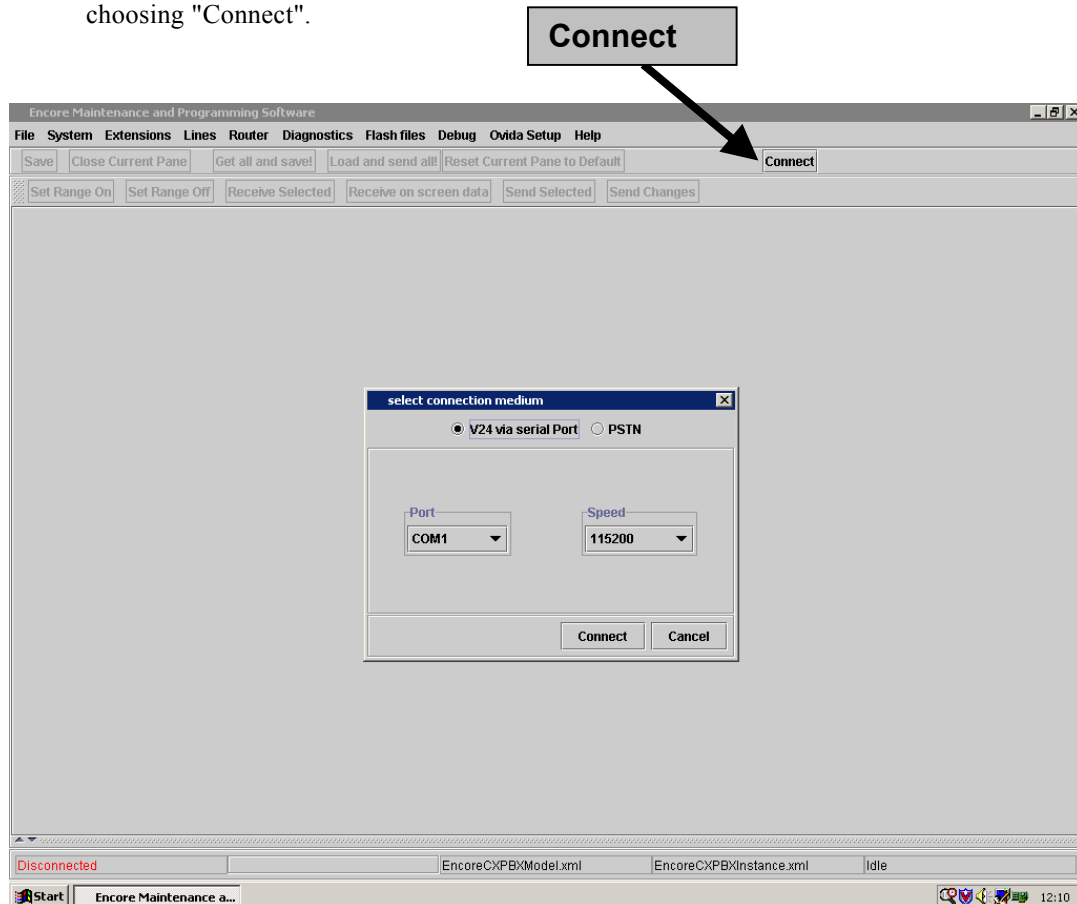 choosing "Connect".
Connect
Encore Maintenance and Programming Software
File System Extensions Lines Router Diagnostics Flash files Debug Ovida Setup Help
Save Close Current Pane Get all and save! Load and send all! Reset Current Pane to Default Connect
Set Range On Set Range Off Receive Selected Receive on screen data Send Selected Send Changes
select connection medium
V24 via serial Port PSTN
Port Speed
COM1 115200
Connect Cancel
Disconnected EncoreCXPBXModel.xml EncoreCXPBXInstance.xml Idle
Start Encore Maintenance a... 12:10